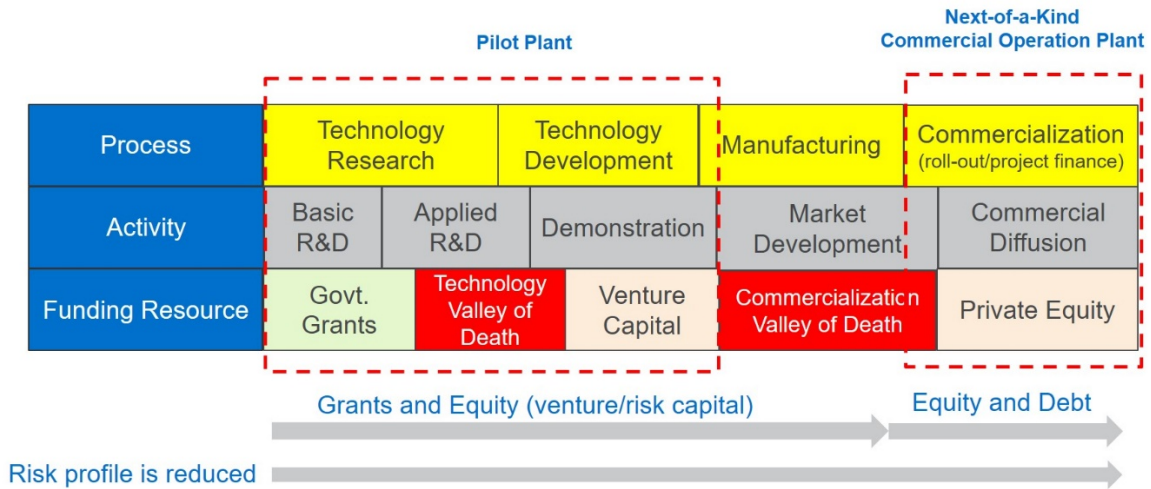 Next-of-a-Kind
Pilot Plant
Commercial Operation Plant
Process
Technology
Research
Technology
Development
Manufacturing
Commercialization
(roll-out/project finance)
Activity
Basic
R&D
Applied
R&D
Demonstration
Market
Development
Commercial
Diffusion
Funding Resource
Govt.
Grants
Technology
Valley of
Death
Venture
Capital
Commercialization
Valley of Death
Private Equity
Grants and Equity (venture/risk capital)
Equity and Debt
Risk profile is reduced